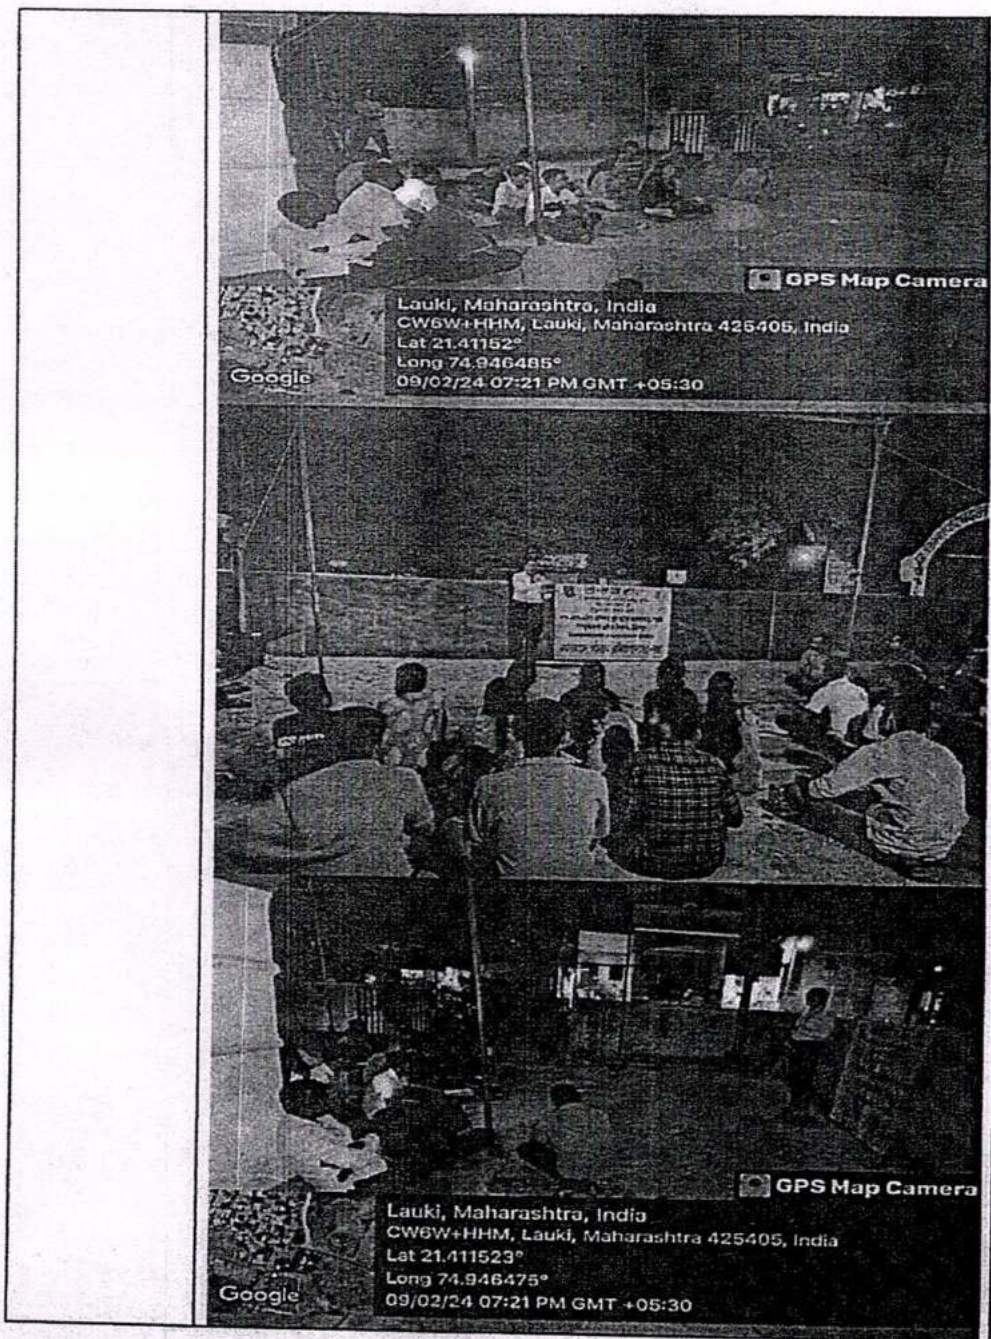 GPS Map Camera
Lauki, Maharashtra, India
CW6W+HHM, Lauki, Maharashtra 425405, India
Lat 21.41152°
Long 74.946485°
09/02/24 07:21 PM GMT +05:30
Google
GPS Map Camera
Lauki, Maharashtra, India
CW6W+HHM, Lauki, Maharashtra 425405, India
Lat 21.411523°
Long 74.946475°
09/02/24 07:21 PM GMT +05:30
Google